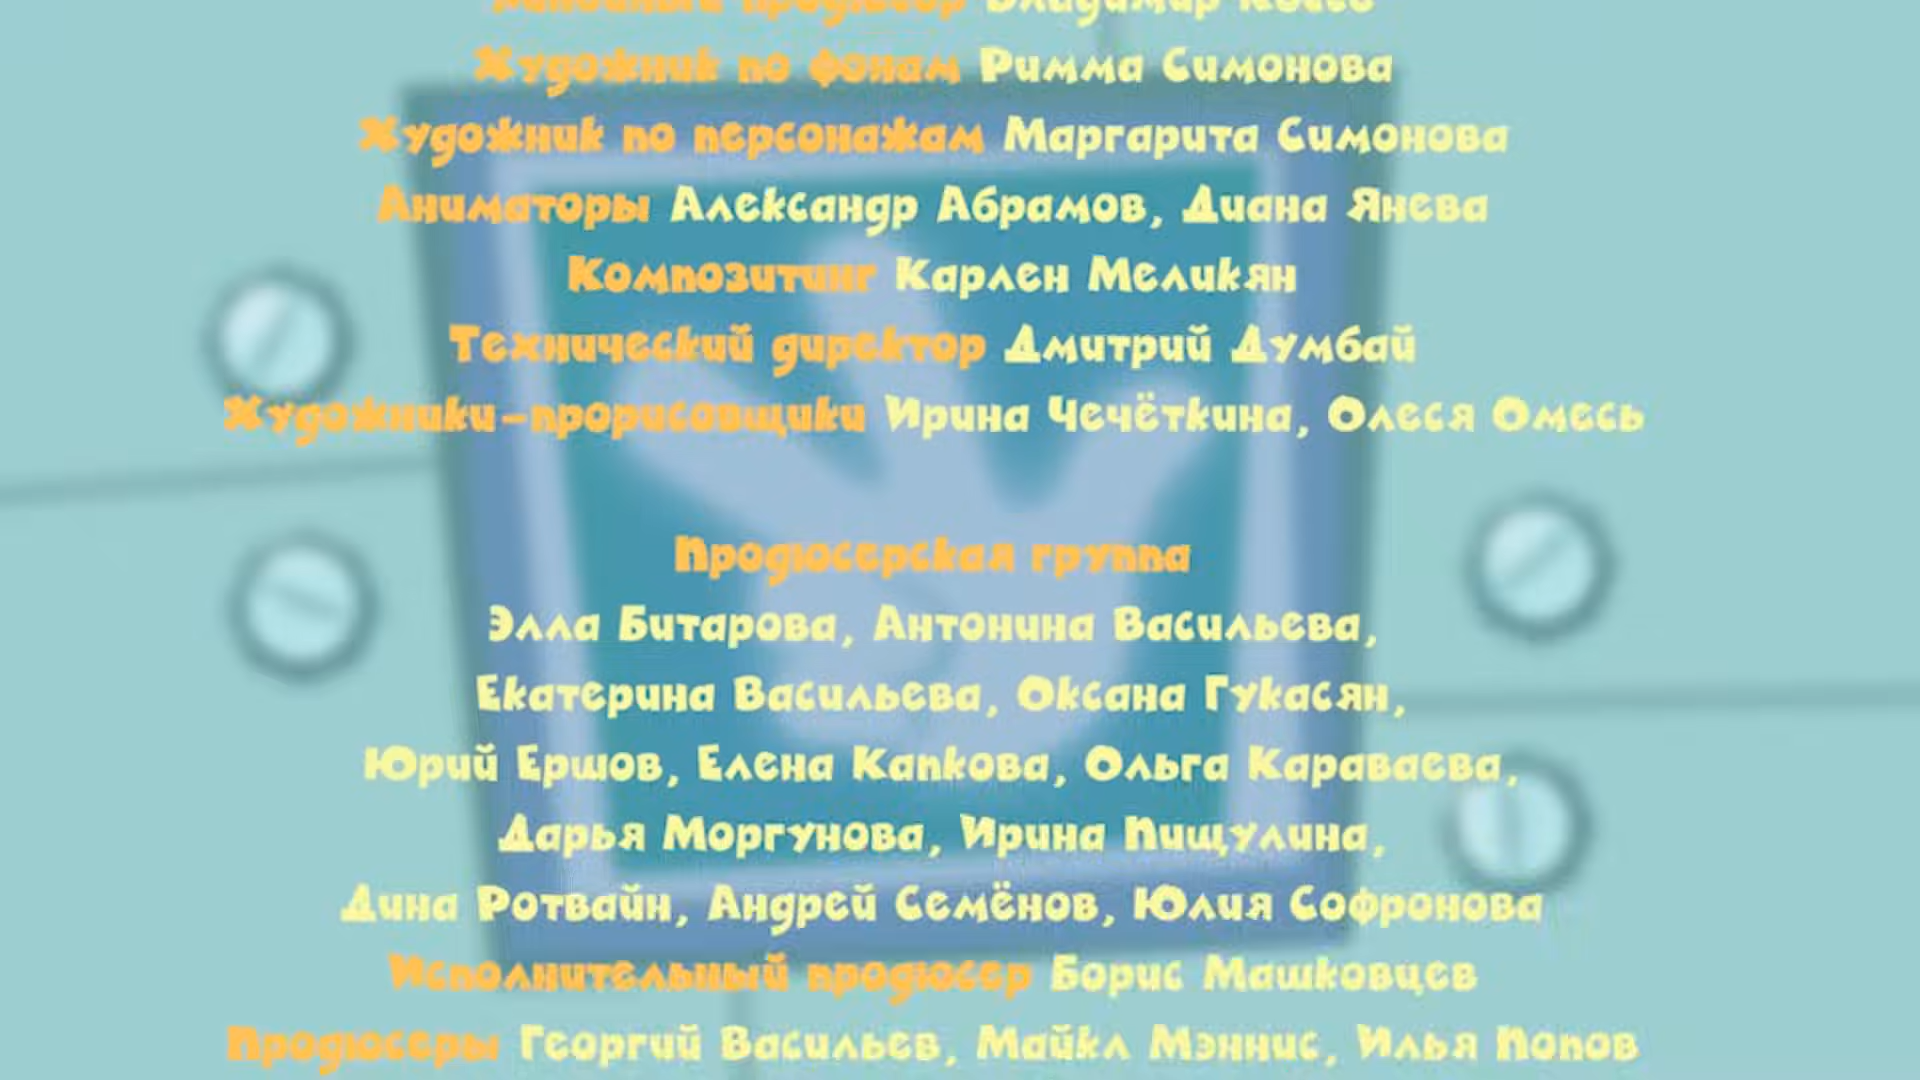 продюсер Владимир
Художник по фонам Римма Симонова
Художник по персонажам Маргарита Симонова
Аниматоры Александр Абрамов, Диана Янева
Композитинг Карлен Меликян
Технический директор Дмитрий Думбай
Художники-прорисовщики Ирина Чечёткина, Олеся Омесь
Продюсерская группа
Элла Битарова, Антонина Васильева,
Екатерина Васильева, Оксана Гукасян,
Юрий Ершов, Елена Капкова, Ольга Караваева,
Дарья Моргунова, Ирина Пищулина,
Дина Ротвайн, Андрей Семёнов, Юлия Софронова
Исполнительный продюсер Борис Машковцев
Продюсеры Георгий Васильев, Майкл Мэннис, Илья Попов